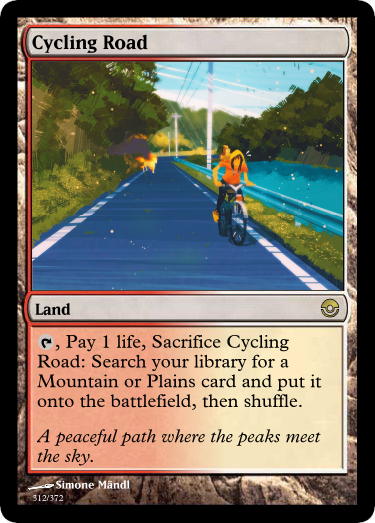 Cycling Road
Land
, Pay 1 life, Sacrifice Cycling
Road: Search your library for a
Mountain or Plains card and put it
onto the battlefield, then shuffle.
A peaceful path where the peaks meet
the sky.
Simone Mändl
312/372